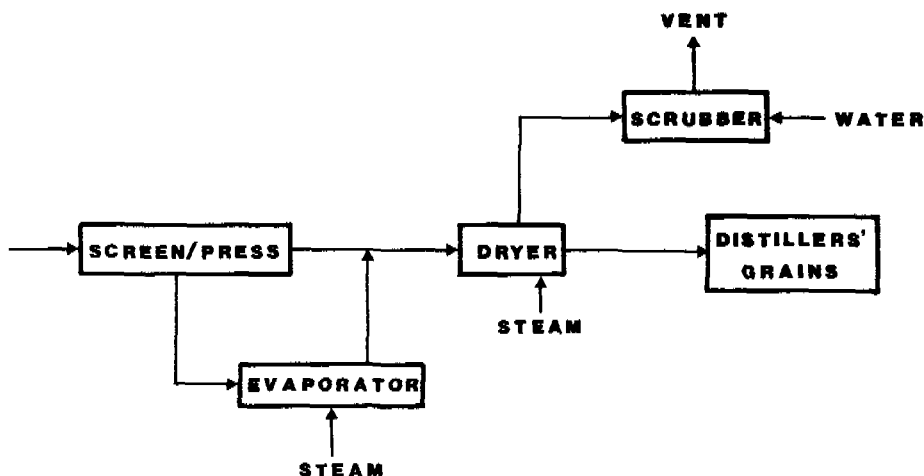 VENT
SCRUBBER
WATER
SCREEN/PRESS
DRYER
DISTILLERS'
GRAINS
STEAM
EVAPORATOR
STEAM